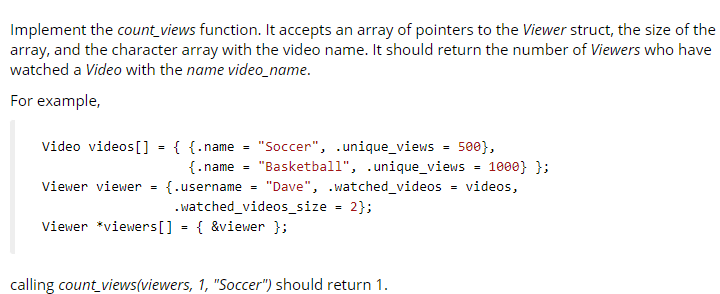 Implement the count_views function. It accepts an array of pointers to the Viewer struct, the size of the
array, and the character array with the video name. It should return the number of Viewers who have
watched a Video with the name video_name.
For example,
Video videos[] = { {.name = "Soccer", .unique_views = 500},
{.name = "Basketball", .unique_views = 1000} };
Viewer viewer = {.username = "Dave", .watched_videos = videos,
.watched_videos_size = 2};
Viewer *viewers[] = { &viewer };
calling count_views(viewers, 1, "Soccer") should return 1.